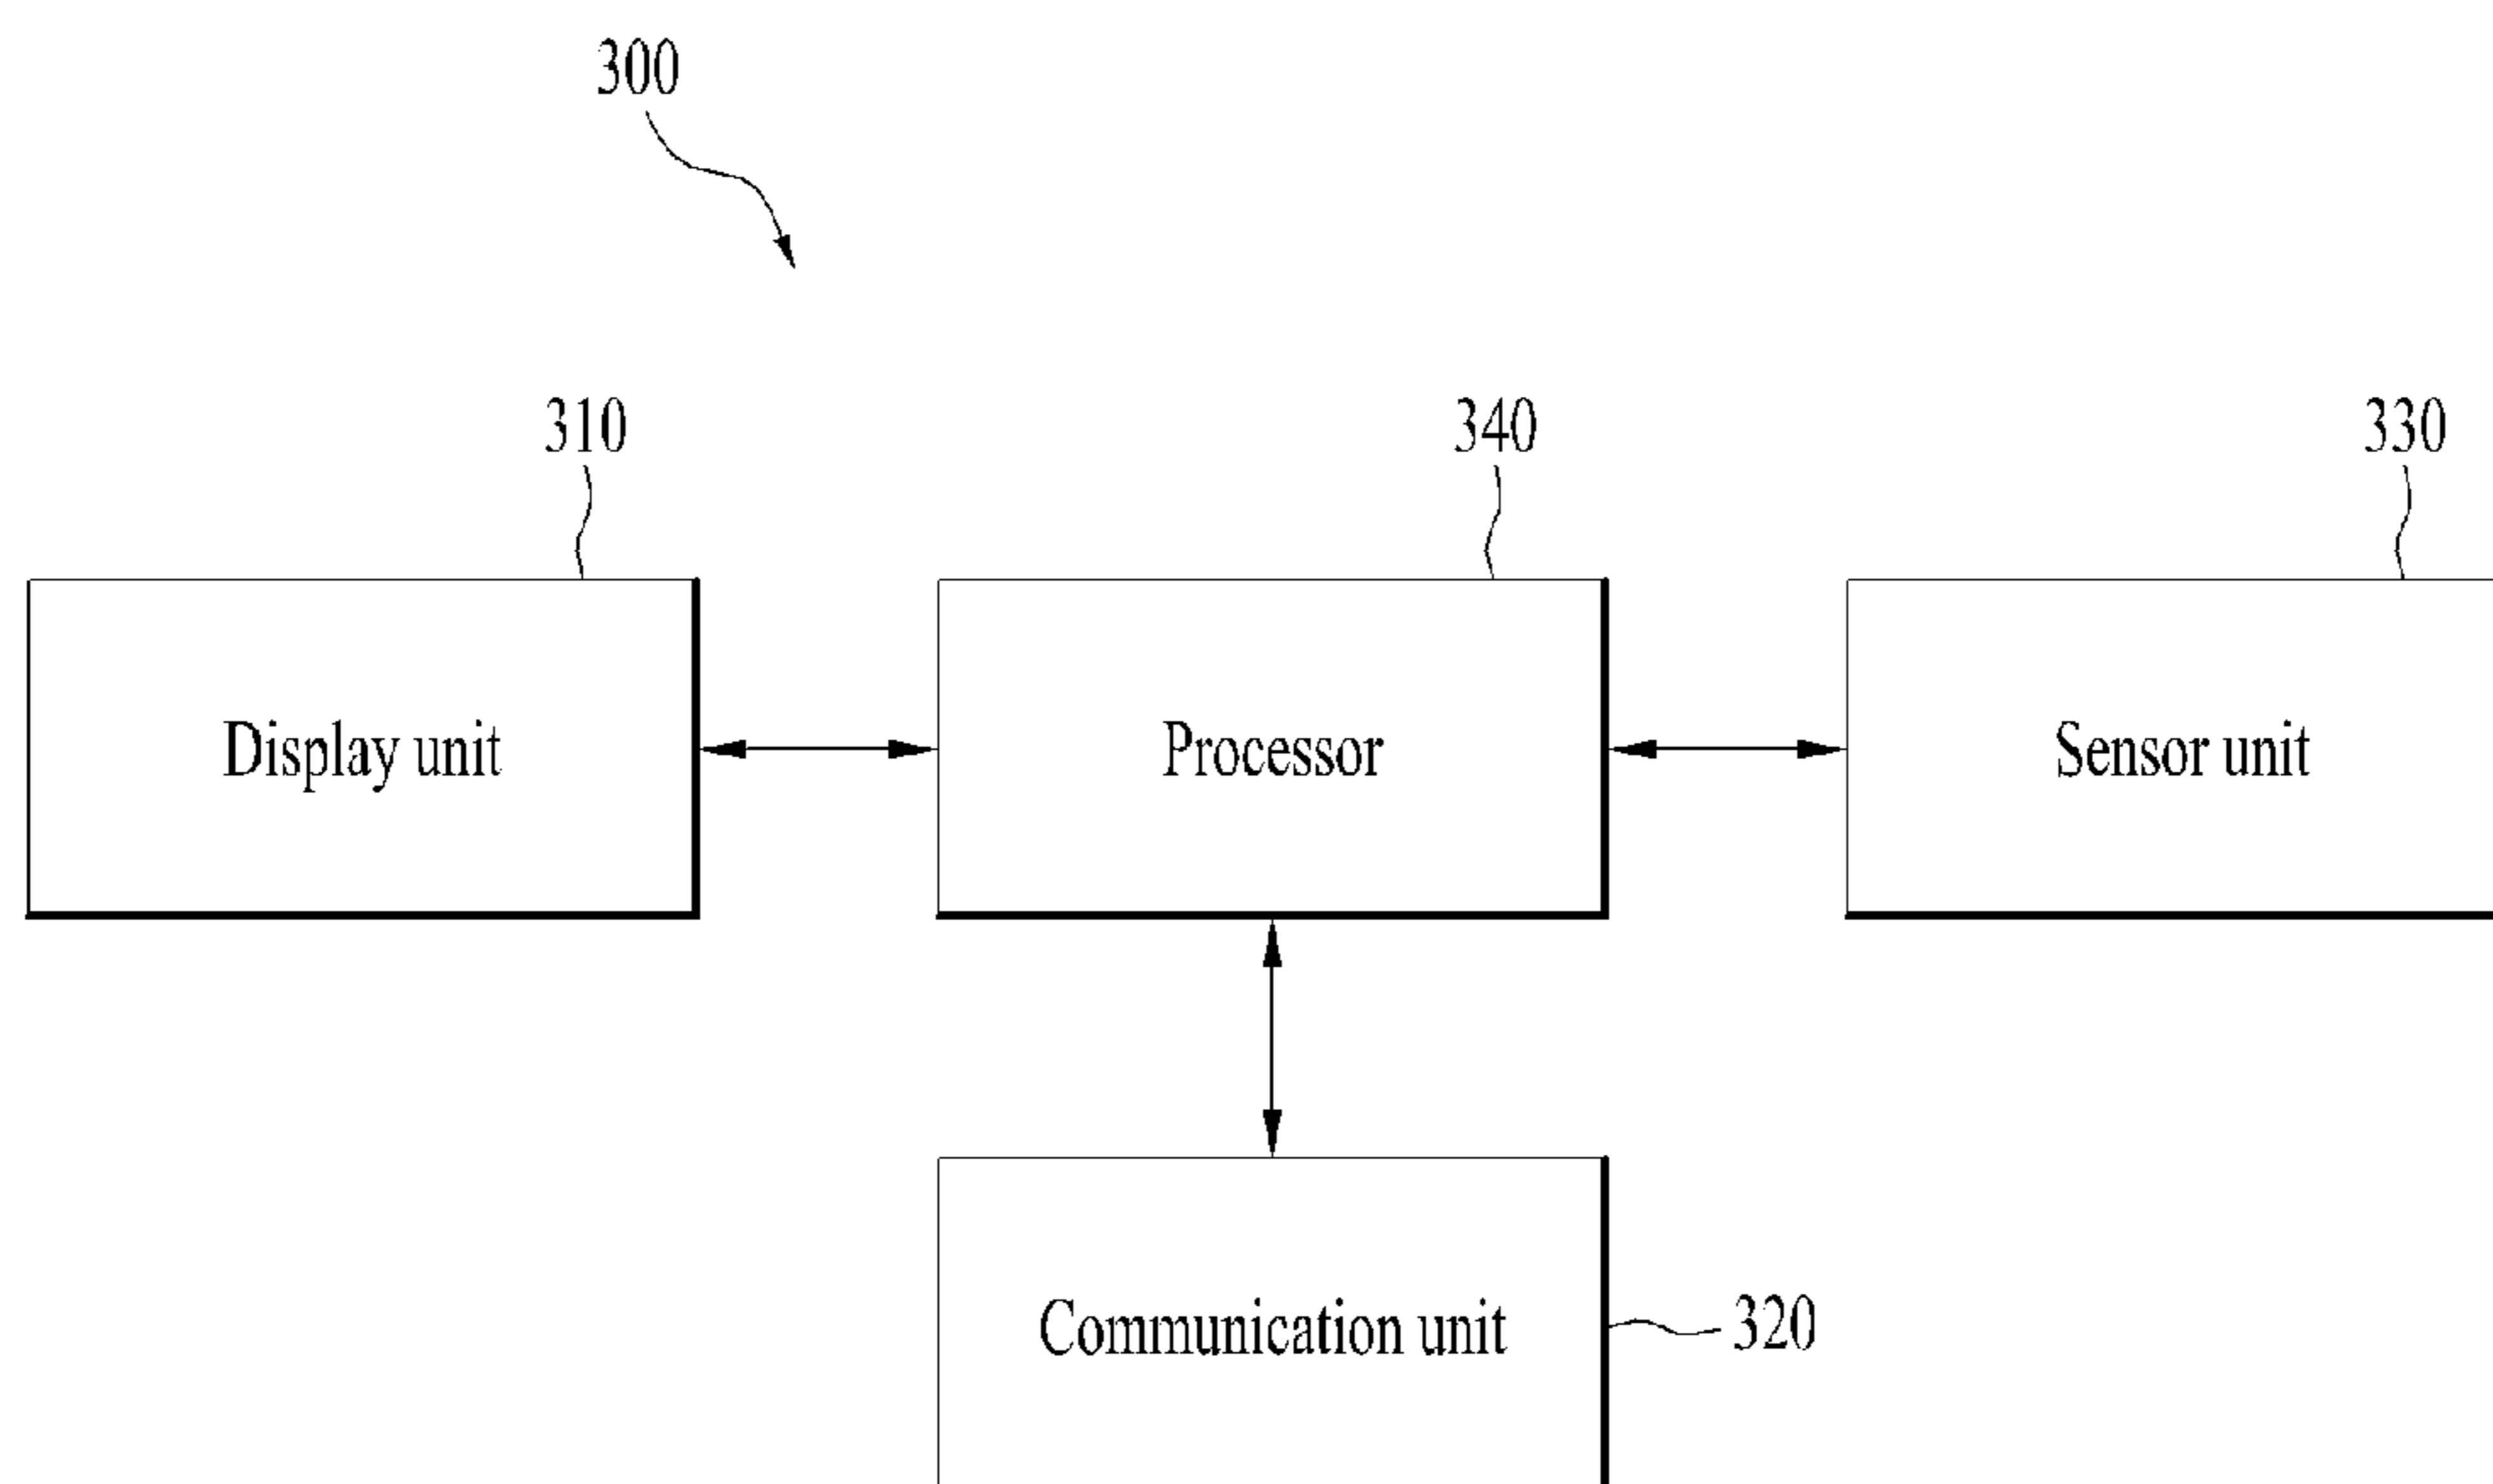 300
310
340
330
Display unit
Processor
Sensor unit
Communication unit
320